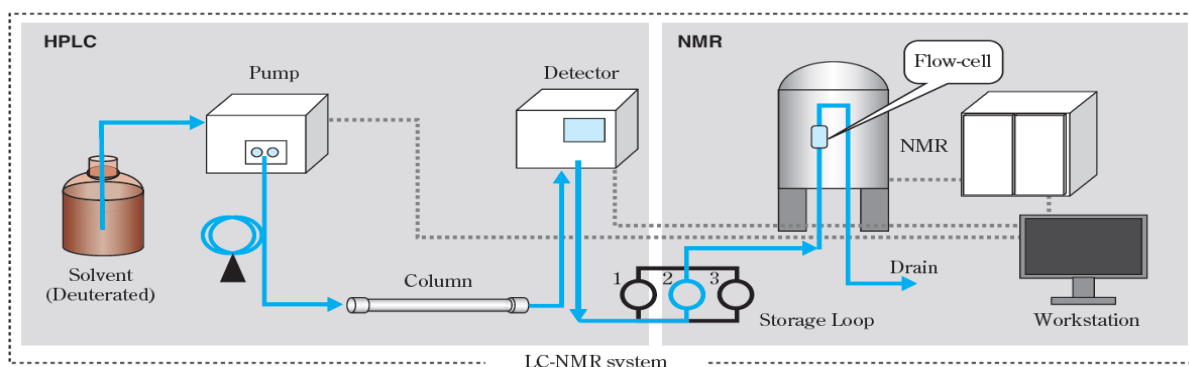 HPLC
Pump
Detector
Solvent
(Deuterated)
Column
1 2 3
Storage Loop
NMR
Flow-cell
NMR
Drain
Workstation
LC-NMR system